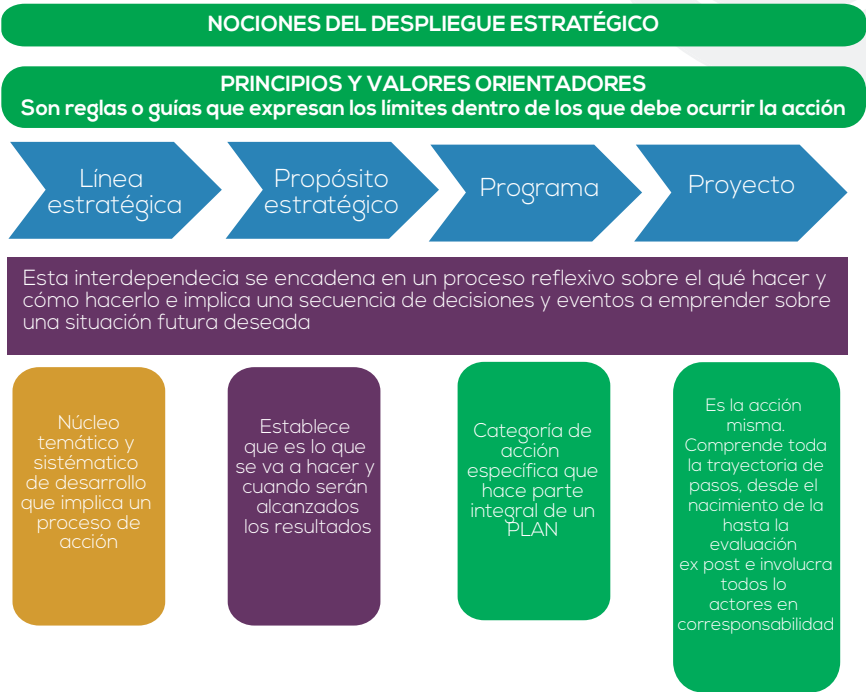 NOCIONES DEL DESPLIEGUE ESTRATÉGICO
PRINCIPIOS Y VALORES ORIENTADORES
Son reglas o guías que expresan los límites dentro de los que debe ocurrir la acción
Línea
estratégica
Propósito
estratégico
Programa
Proyecto
Esta interdependecia se encadena en un proceso reflexivo sobre el qué hacer y
cómo hacerlo e implica una secuencia de decisiones y eventos a emprender sobre
una situación futura deseada
Núcleo
temático y
sistématico
de desarrollo
que implica un
proceso de
acción
Establece
que es lo que
se va a hacer y
cuando serán
alcanzados
los resultados
Categoría de
acción
específica que
hace parte
integral de un
PLAN
Es la acción
misma.
Comprende toda
la trayectoria de
pasos, desde el
nacimiento de la
hasta la
evaluación
ex post e involucra
todos lo
actores en
corresponsabilidad